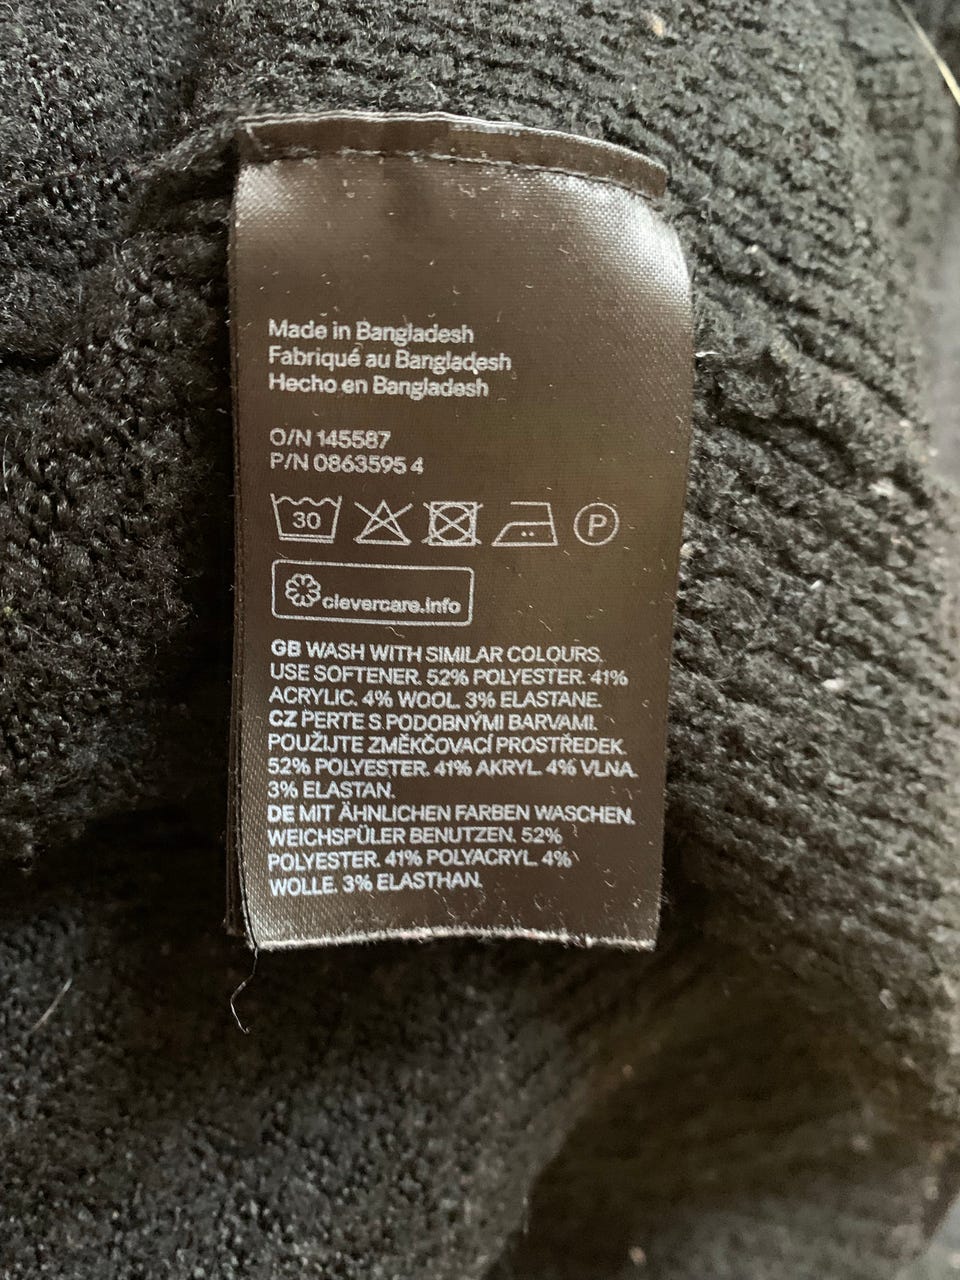 Made in Bangladesh
Fabriqué au Bangladesh
Hecho en Bangladesh
O/N 145587
P/N 0863595 4
30 P
clevercare.info
GB WASH WITH SIMILAR COLOURS.
USE SOFTENER. 52% POLYESTER. 41%
ACRYLIC. 4% WOOL. 3% ELASTANE.
CZ PERTE S PODOBNÝMI BARVAMI.
POUŽIJTE ZMĚKČOVACÍ PROSTŘEDEK.
52% POLYESTER. 41% AKRYL. 4% VLNA.
3% ELASTAN.
DE MIT ÄHNLICHEN FARBEN WASCHEN.
WEICHSPÜLER BENUTZEN. 52%
POLYESTER. 41% POLYACRYL. 4%
WOLLE. 3% ELASTHAN.